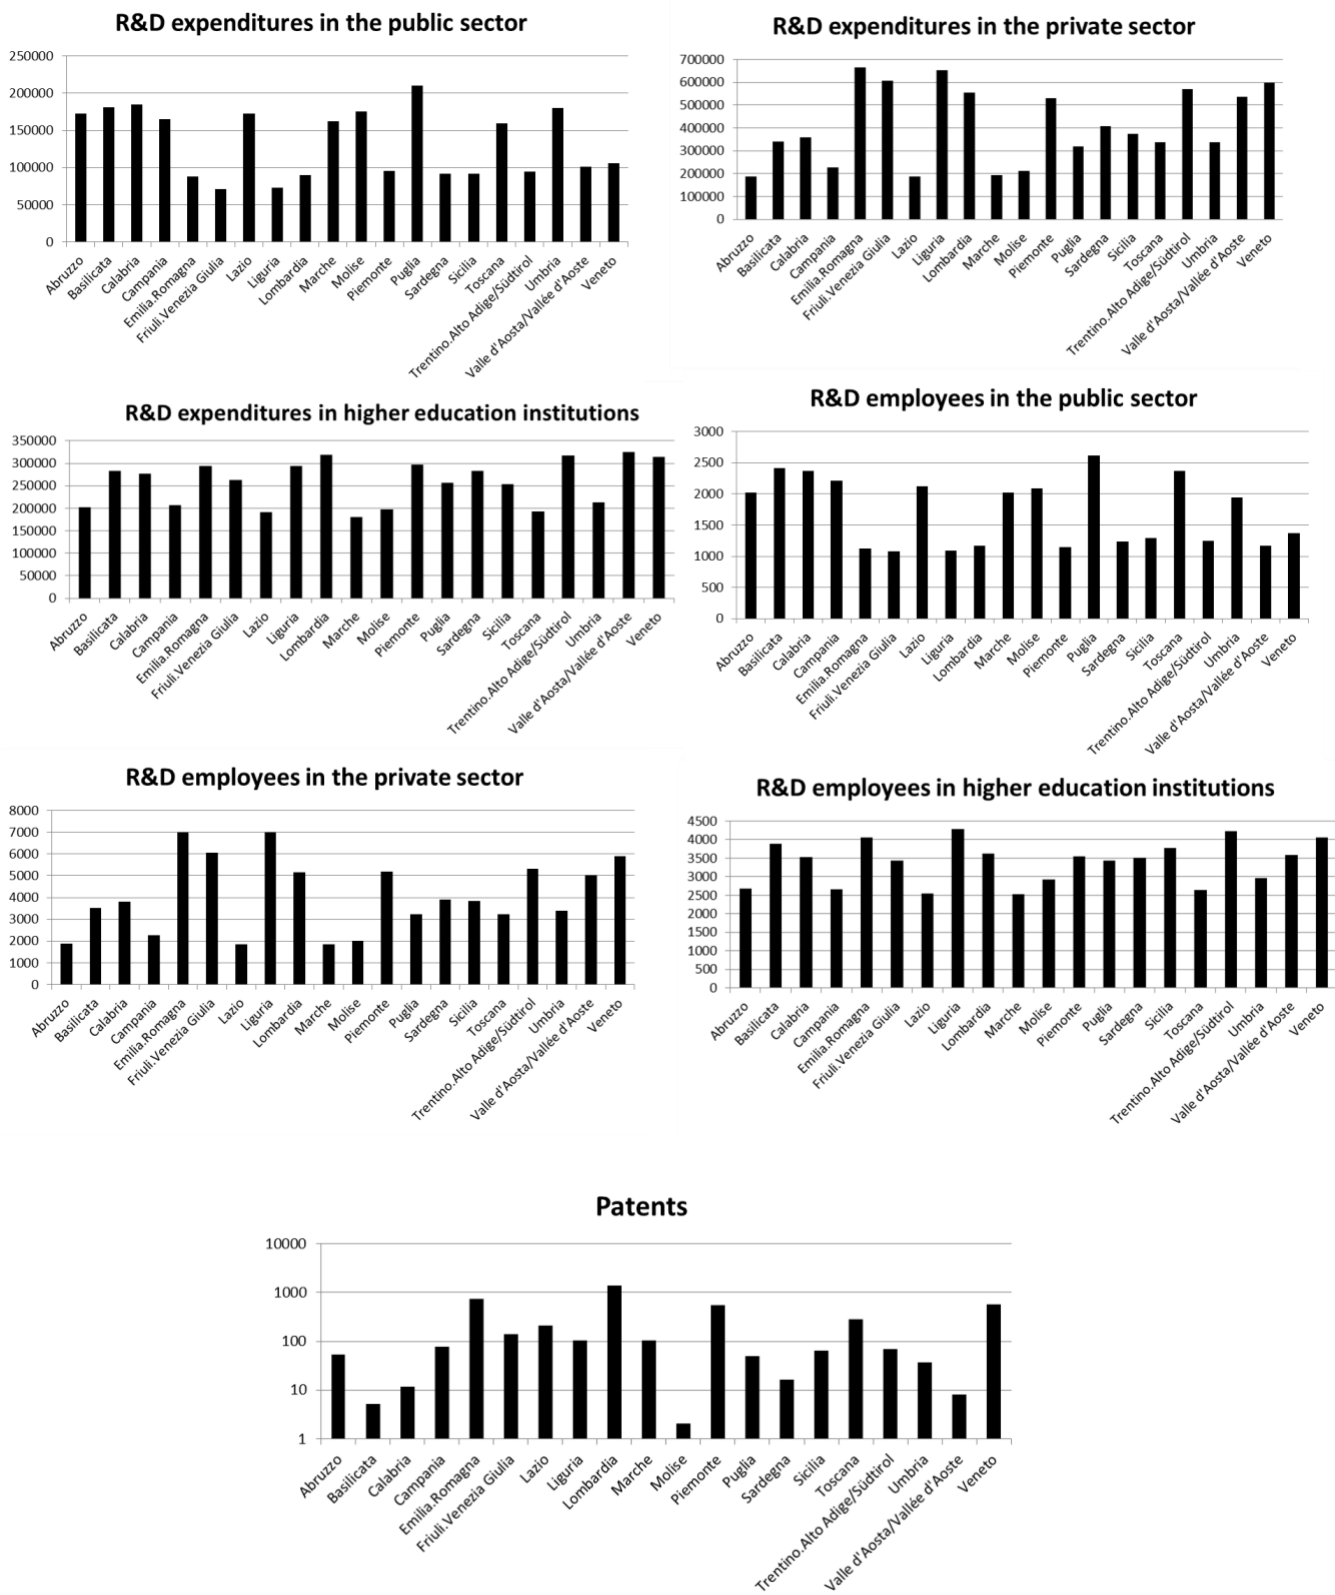 R&D expenditures in the public sector
250000
200000
150000
100000
50000
0
Abruzzo
Basilicata
Calabria
Campania
Emilia.Romagna
Friuli.Venezia Giulia
Lazio
Liguria
Lombardia
Marche
Molise
Piemonte
Puglia
Sardegna
Sicilia
Toscana
Trentino.Alto Adige/Südtirol
Umbria
Valle d'Aosta/Vallée d'Aoste
Veneto
R&D expenditures in the private sector
700000
600000
500000
400000
300000
200000
100000
0
Abruzzo
Basilicata
Calabria
Campania
Emilia.Romagna
Friuli.Venezia Giulia
Lazio
Liguria
Lombardia
Marche
Molise
Piemonte
Puglia
Sardegna
Sicilia
Toscana
Trentino.Alto Adige/Südtirol
Umbria
Valle d'Aosta/Vallée d'Aoste
Veneto
R&D expenditures in higher education institutions
350000
300000
250000
200000
150000
100000
50000
0
Abruzzo
Basilicata
Calabria
Campania
Emilia.Romagna
Friuli.Venezia Giulia
Lazio
Liguria
Lombardia
Marche
Molise
Piemonte
Puglia
Sardegna
Sicilia
Toscana
Trentino.Alto Adige/Südtirol
Umbria
Valle d'Aosta/Vallée d'Aoste
Veneto
R&D employees in the public sector
3000
2500
2000
1500
1000
500
0
Abruzzo
Basilicata
Calabria
Campania
Emilia.Romagna
Friuli.Venezia Giulia
Lazio
Liguria
Lombardia
Marche
Molise
Piemonte
Puglia
Sardegna
Sicilia
Toscana
Trentino.Alto Adige/Südtirol
Umbria
Valle d'Aosta/Vallée d'Aoste
Veneto
R&D employees in the private sector
8000
7000
6000
5000
4000
3000
2000
1000
0
Abruzzo
Basilicata
Calabria
Campania
Emilia.Romagna
Friuli.Venezia Giulia
Lazio
Liguria
Lombardia
Marche
Molise
Piemonte
Puglia
Sardegna
Sicilia
Toscana
Trentino.Alto Adige/Südtirol
Umbria
Valle d'Aosta/Vallée d'Aoste
Veneto
R&D employees in higher education institutions
4500
4000
3500
3000
2500
2000
1500
1000
500
0
Abruzzo
Basilicata
Calabria
Campania
Emilia.Romagna
Friuli.Venezia Giulia
Lazio
Liguria
Lombardia
Marche
Molise
Piemonte
Puglia
Sardegna
Sicilia
Toscana
Trentino.Alto Adige/Südtirol
Umbria
Valle d'Aosta/Vallée d'Aoste
Veneto
Patents
10000
1000
100
10
1
Abruzzo
Basilicata
Calabria
Campania
Emilia.Romagna
Friuli.Venezia Giulia
Lazio
Liguria
Lombardia
Marche
Molise
Piemonte
Puglia
Sardegna
Sicilia
Toscana
Trentino.Alto Adige/Südtirol
Umbria
Valle d'Aosta/Vallée d'Aoste
Veneto